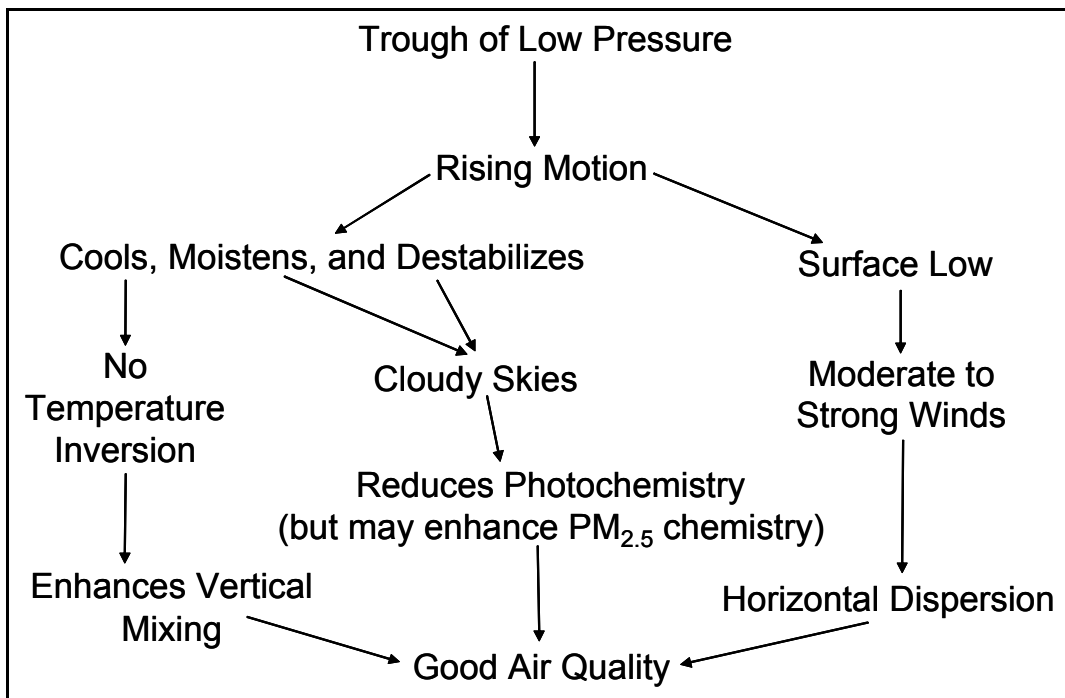 Trough of Low Pressure
Rising Motion
Cools, Moistens, and Destabilizes
Surface Low
No
Temperature
Inversion
Cloudy Skies
Moderate to
Strong Winds
Reduces Photochemistry
(but may enhance PM2.5 chemistry)
Enhances Vertical
Mixing
Horizontal Dispersion
Good Air Quality